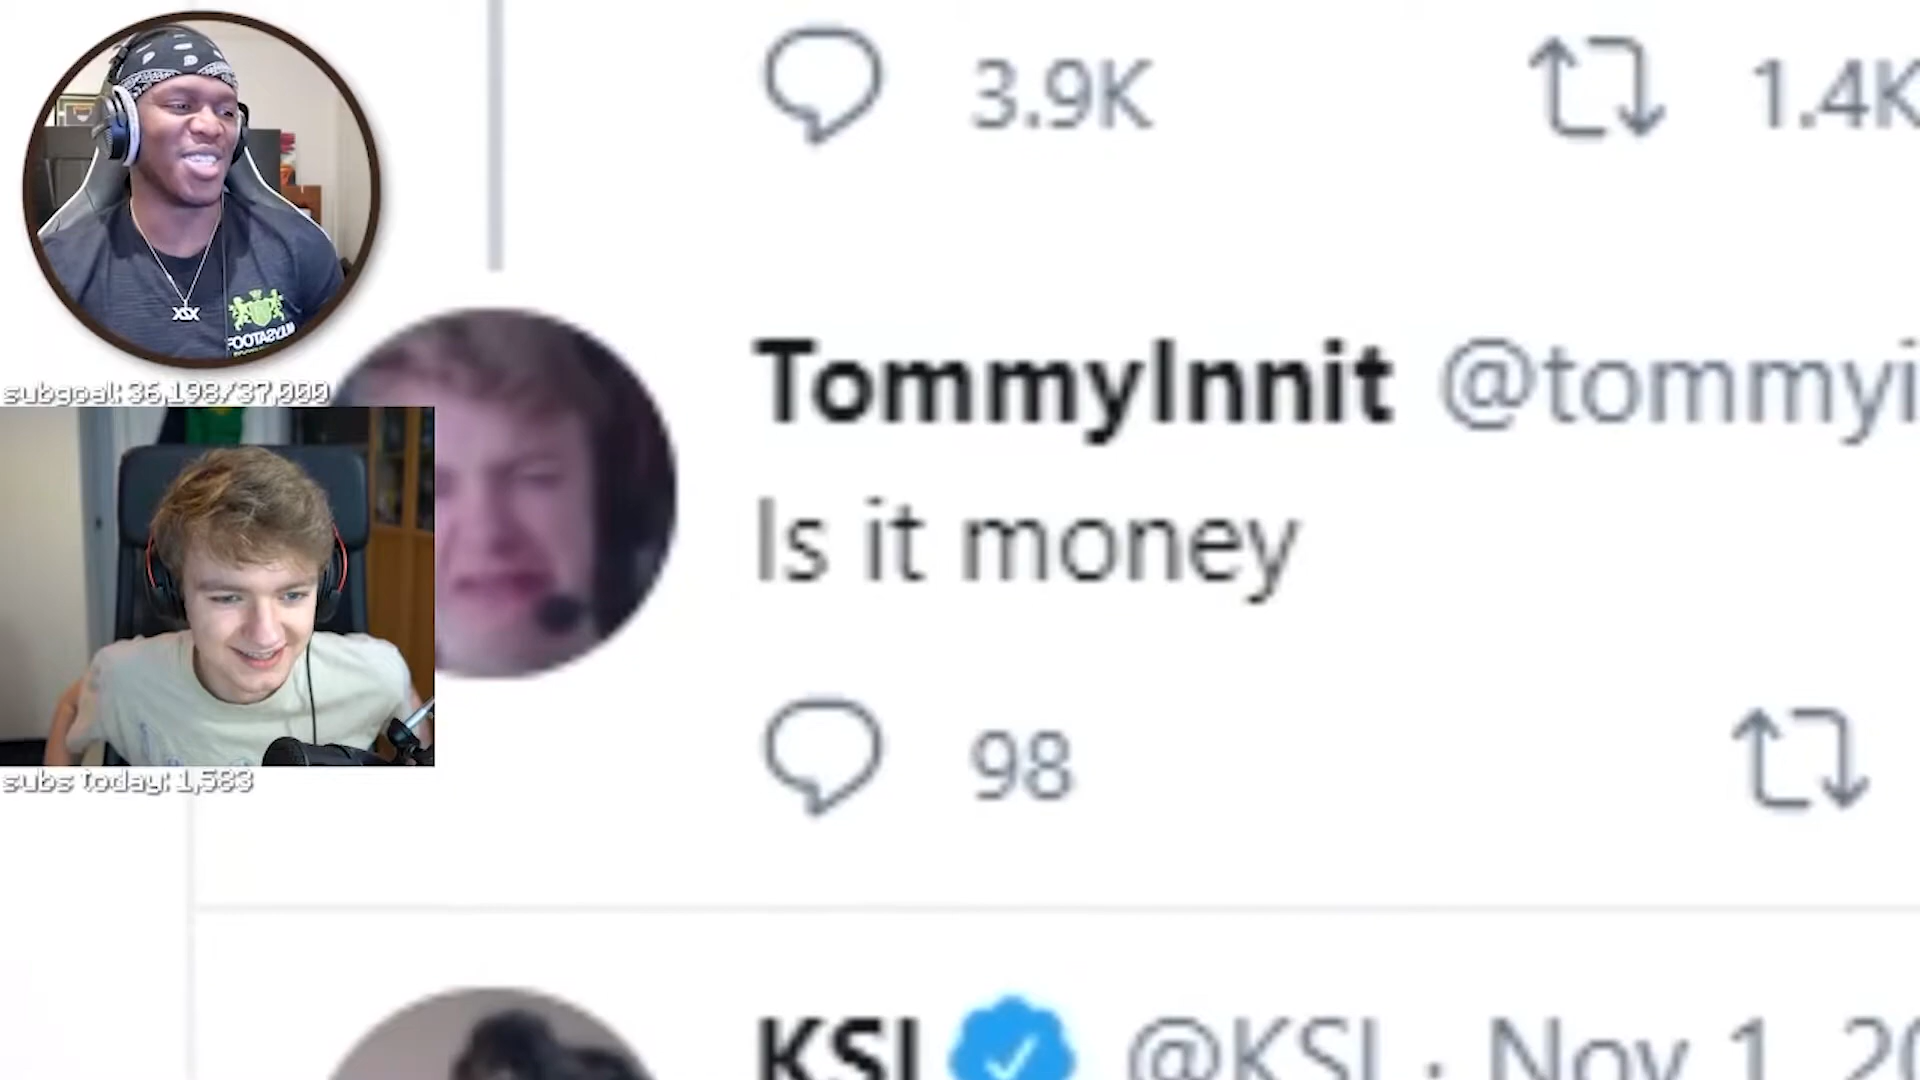 3.9K
1.4K
subgoal: 36,198/37,000
TommyInnit @tommyi
Is it money
98
subs today: 1,583
KSI @KSI · Nov 1, 20